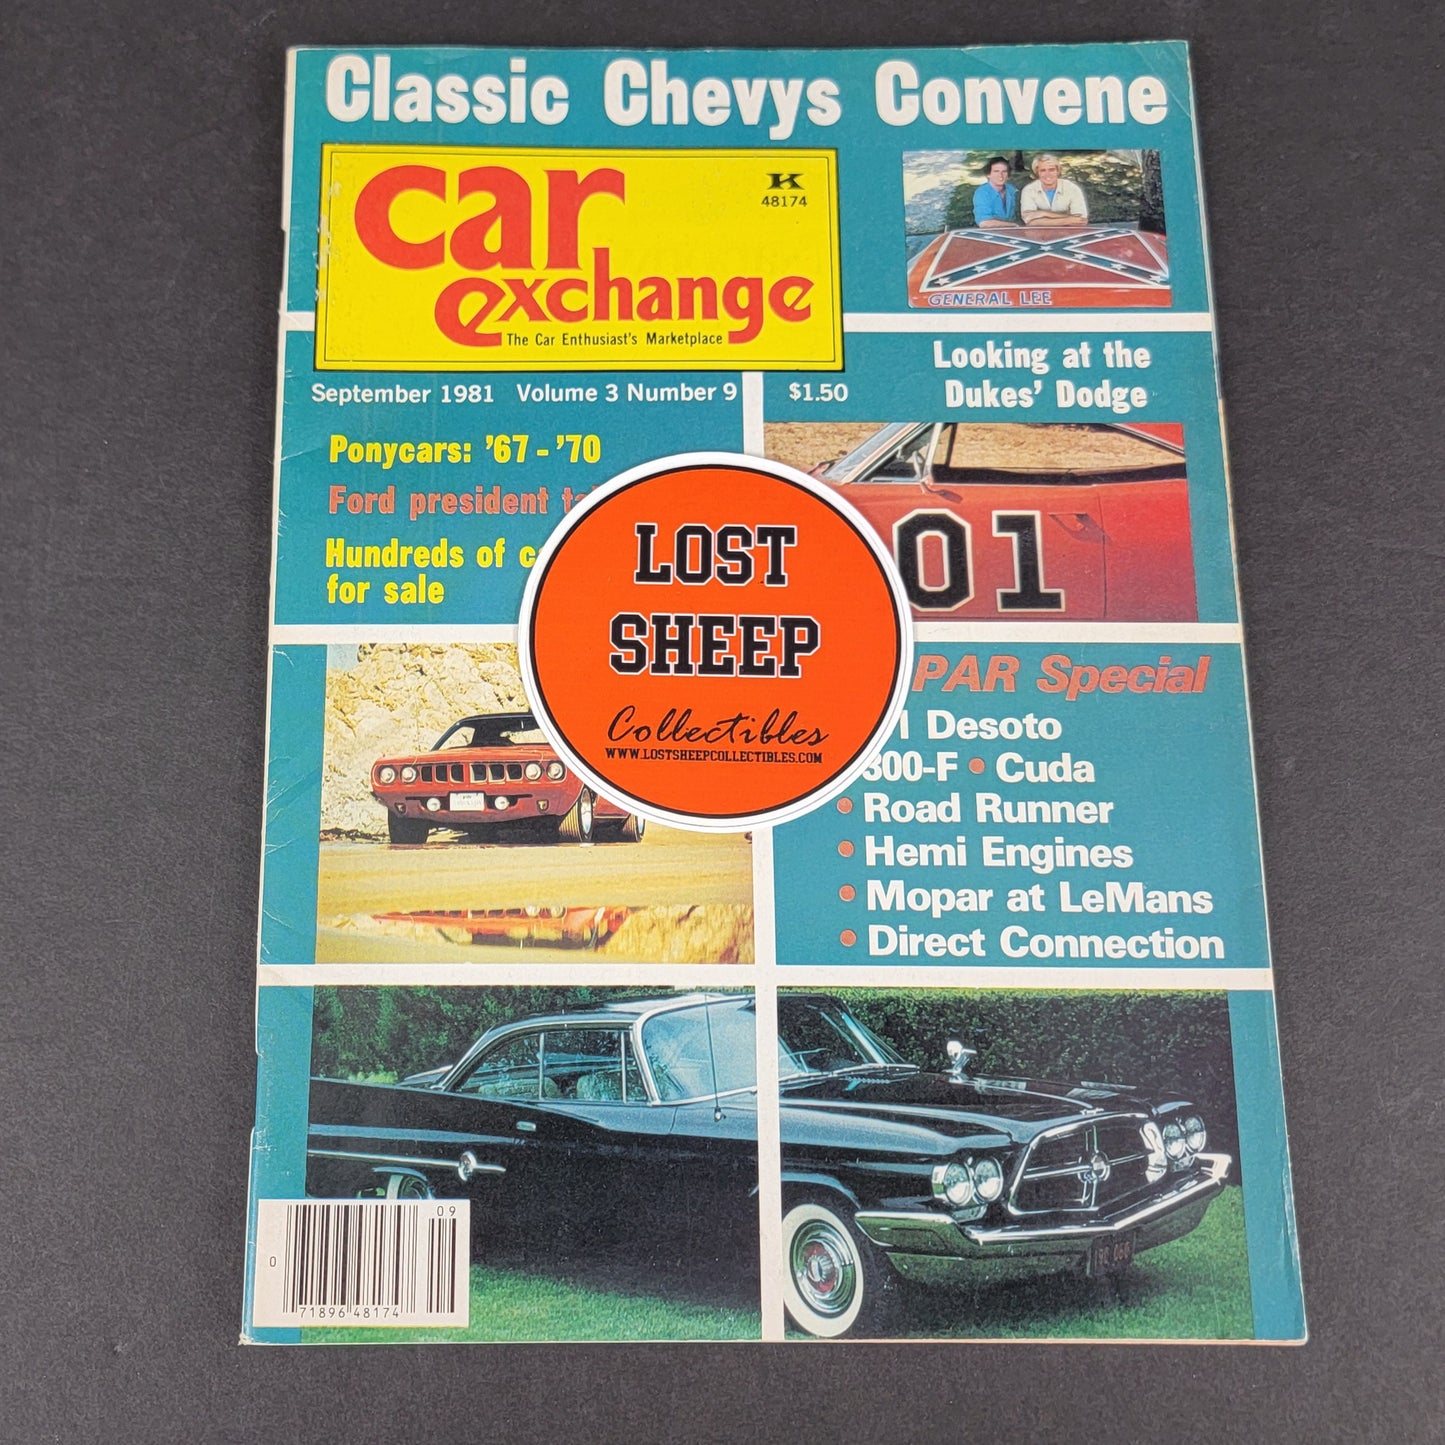 Classic Chevys Convene
car
exchange
The Car Enthusiast's Marketplace
K
48174
GENERAL LEE
September 1981 Volume 3 Number 9
$1.50
Looking at the
Dukes' Dodge
Ponycars: '67-'70
Ford president
Hundreds of
for sale
01
LOST
SHEEP
Collectibles
WWW.LOSTSHEEPCOLLECTIBLES.COM
PAR Special
1 Desoto
300-F • Cuda
• Road Runner
• Hemi Engines
• Mopar at LeMans
• Direct Connection
09
0
71896 48174